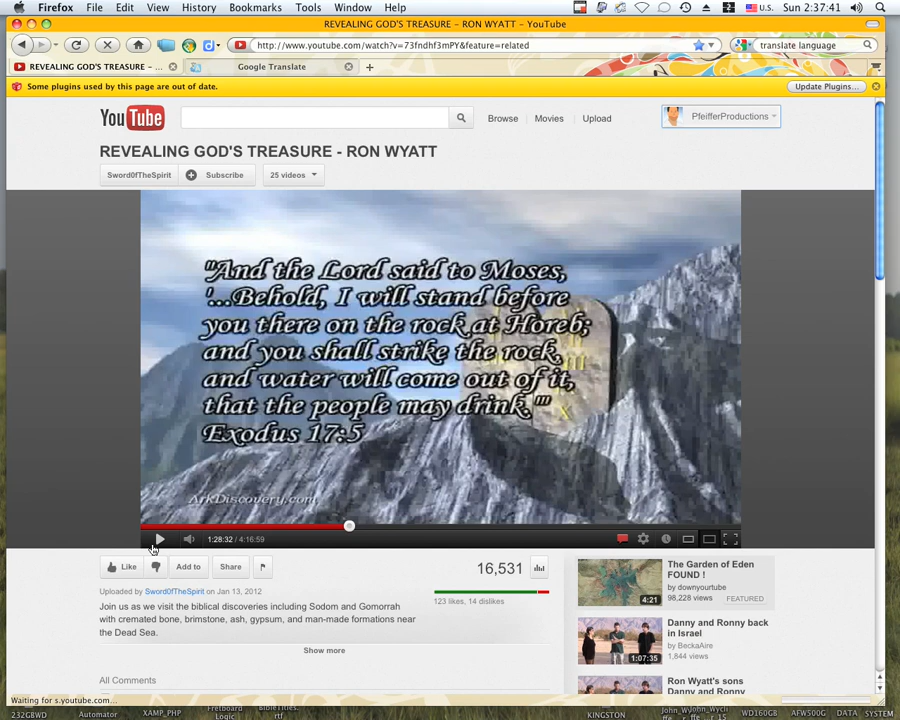 Firefox File Edit View History Bookmarks Tools Window Help 2 U.S. Sun 2:37:41
REVEALING GOD'S TREASURE - RON WYATT - YouTube
http://www.youtube.com/watch?v=73fndhf3mPY&feature=related translate language
REVEALING GOD'S TREASURE - ... Google Translate
Some plugins used by this page are out of date. Update Plugins...
YouTube Browse Movies Upload PfeifferProductions
REVEALING GOD'S TREASURE - RON WYATT
Sword0fTheSpirit Subscribe 25 videos
"And the Lord said to Moses,
'...Behold, I will stand before
you there on the rock at Horeb;
and you shall strike the rock,
and water will come out of it,
that the people may drink.'"
Exodus 17:5
III
X
ArkDiscovery.com
1:28:32 / 4:16:59
Like Add to Share 16,531
Uploaded by Sword0fTheSpirit on Jan 13, 2012
123 likes, 14 dislikes
Join us as we visit the biblical discoveries including Sodom and Gomorrah
with cremated bone, brimstone, ash, gypsum, and man-made formations near
the Dead Sea.
Show more
All Comments
The Garden of Eden
FOUND !
by downyourtube
98,228 views FEATURED
4:21
Danny and Ronny back
in Israel
by BeckaAire
1,844 views
1:07:35
Ron Wyatt's sons
Danny and Ronny
Waiting for s.youtube.com...
232GB8WD Automator XAMP_PHP FretBoard Logic BibleTimes.rtf KINGSTON WD160GB AFW500G DATA SYSTEM